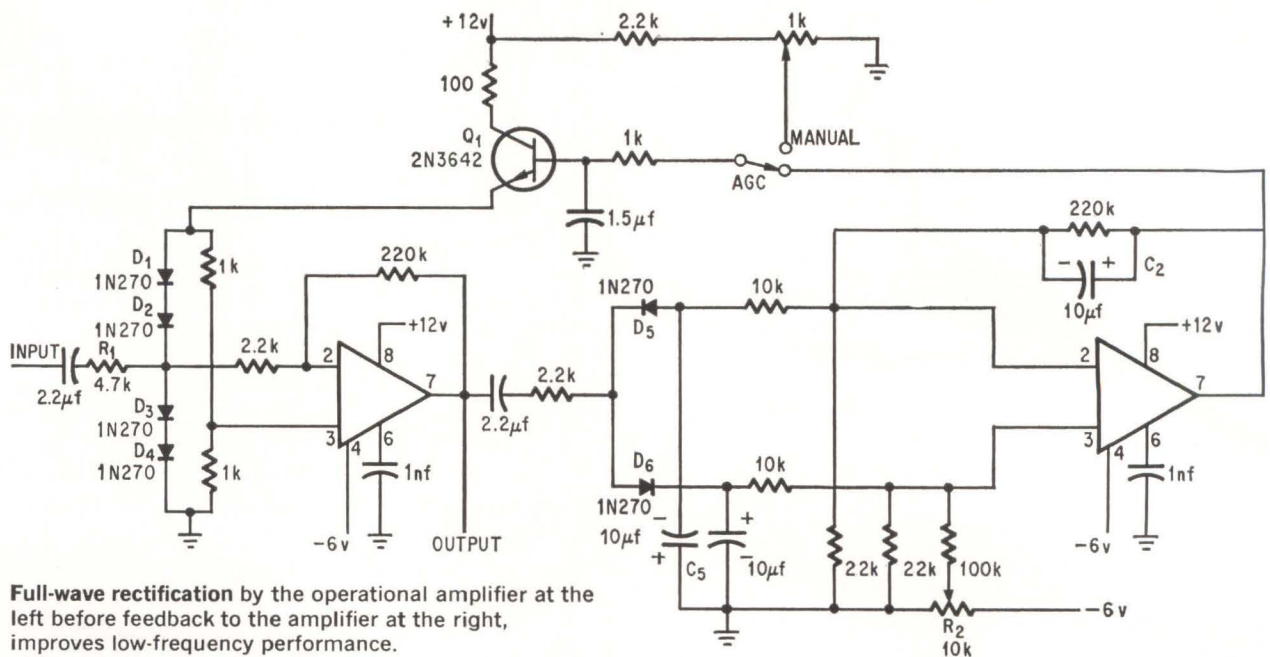 +12v
2.2k
1k
100
Q1
2N3642
1k
MANUAL
AGC
1.5μf
220k
C2
- +
10μf
D1
1N270
1k
D2
1N270
220k
1N270
D5
10k
+12v
+12v
INPUT
R1
2.2k
2
8
7
2.2μf
4.7k
2.2k
2.2μf
2
8
7
D3
1N270
3
4
6
3
4
6
D4
1N270
1k
1nf
D6
10k
1nf
1N270
10μf
-
+
C5
+
-
10μf
22k
22k
100k
-6v
OUTPUT
-6v
-6v
R2
10k
Full-wave rectification by the operational amplifier at the
left before feedback to the amplifier at the right,
improves low-frequency performance.